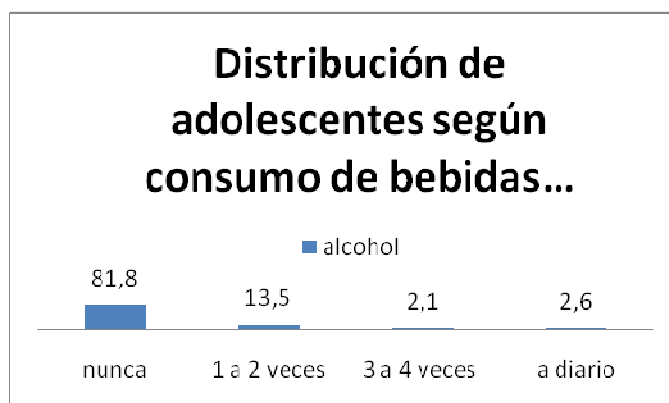 Distribución de
adolescentes según
consumo de bebidas...
alcohol
81,8
13,5
2,1
2,6
nunca
1 a 2 veces
3 a 4 veces
a diario